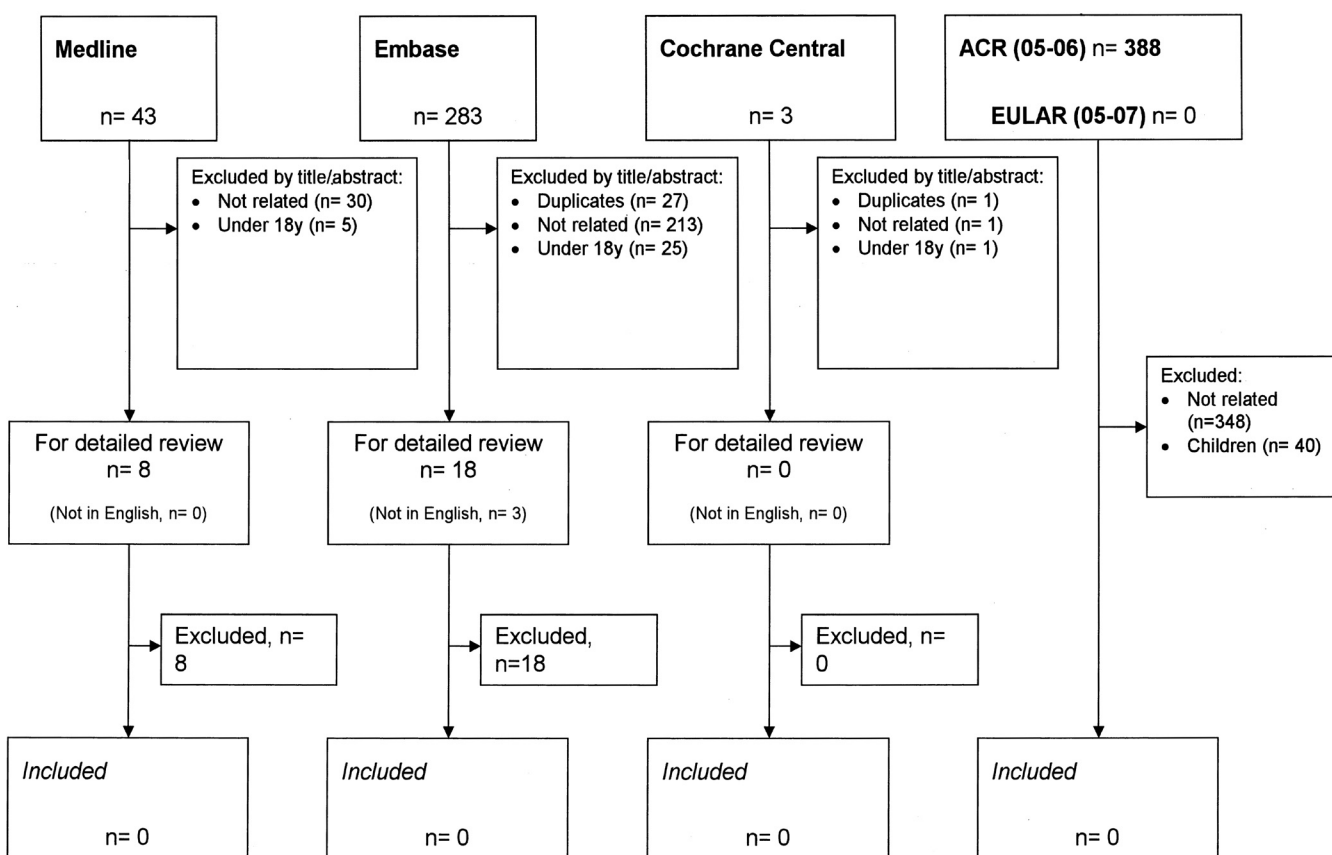 Medline
n= 43
Embase
n= 283
Cochrane Central
n= 3
ACR (05-06) n= 388
EULAR (05-07) n= 0
Excluded by title/abstract:
• Not related (n= 30)
• Under 18y (n= 5)
Excluded by title/abstract:
• Duplicates (n= 27)
• Not related (n= 213)
• Under 18y (n= 25)
Excluded by title/abstract:
• Duplicates (n= 1)
• Not related (n= 1)
• Under 18y (n= 1)
Excluded:
• Not related
(n=348)
• Children (n= 40)
For detailed review
n= 8
(Not in English, n= 0)
For detailed review
n= 18
(Not in English, n= 3)
For detailed review
n= 0
(Not in English, n= 0)
Excluded, n=
8
Excluded,
n=18
Excluded, n=
0
Included
n= 0
Included
n= 0
Included
n= 0
Included
n= 0